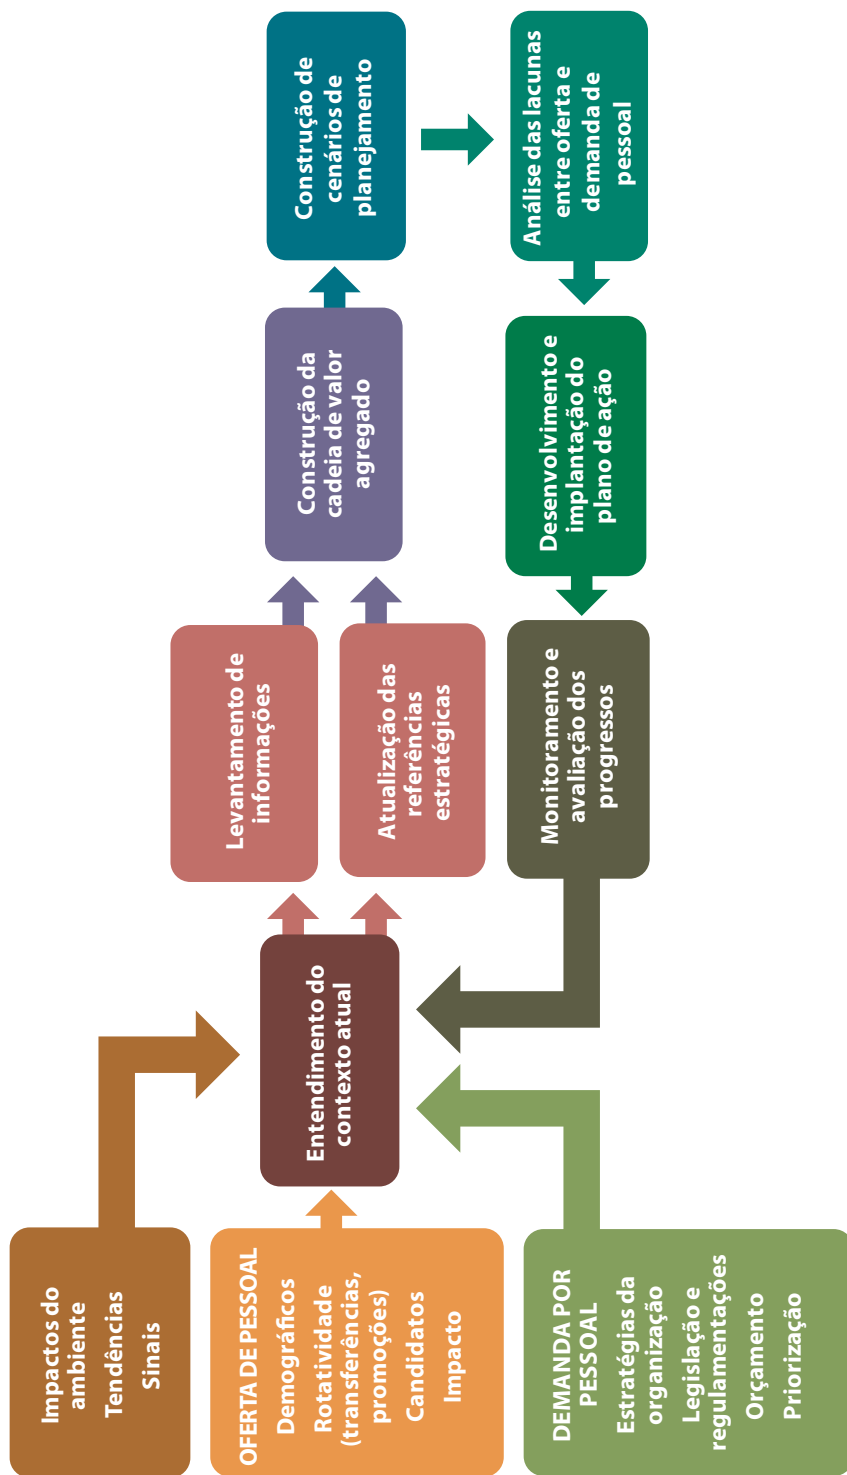 Impactos do
ambiente
Tendências
Sinais
OFERTA DE PESSOAL
Demográficos
Rotatividade
(transferências,
promoções)
Candidatos
Impacto
DEMANDA POR
PESSOAL
Estratégias da
organização
Legislação e
regulamentações
Orçamento
Priorização
Entendimento do
contexto atual
Levantamento de
informações
Atualização das
referências
estratégicas
Construção da
cadeia de valor
agregado
Construção de
cenários de
planejamento
Análise das lacunas
entre oferta e
demanda de
pessoal
Desenvolvimento e
implantação do
plano de ação
Monitoramento e
avaliação dos
progressos